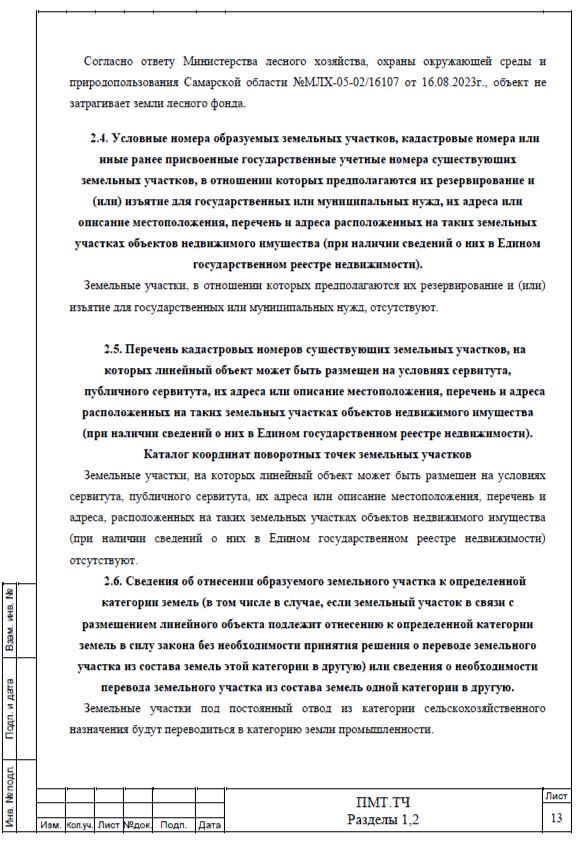 Согласно ответу Министерства лесного хозяйства, охраны окружающей среды и
природопользования Самарской области №МЛХ-05-02/16107 от 16.08.2023г., объект не
затрагивает земли лесного фонда.
2.4. Условные номера образуемых земельных участков, кадастровые номера или
иные ранее присвоенные государственные учетные номера существующих
земельных участков, в отношении которых предполагаются их резервирование и
(или) изъятие для государственных или муниципальных нужд, их адреса или
описание местоположения, перечень и адреса расположенных на таких земельных
участках объектов недвижимого имущества (при наличии сведений о них в Едином
государственном реестре недвижимости).
Земельные участки, в отношении которых предполагаются их резервирование и (или)
изъятие для государственных или муниципальных нужд, отсутствуют.
2.5. Перечень кадастровых номеров существующих земельных участков, на
которых линейный объект может быть размещен на условиях сервитута,
публичного сервитута, их адреса или описание местоположения, перечень и адреса
расположенных на таких земельных участках объектов недвижимого имущества
(при наличии сведений о них в Едином государственном реестре недвижимости).
Каталог координат поворотных точек земельных участков
Земельные участки, на которых линейный объект может быть размещен на условиях
сервитута, публичного сервитута, их адреса или описание местоположения, перечень и
адреса, расположенных на таких земельных участках объектов недвижимого имущества
(при наличии сведений о них в Едином государственном реестре недвижимости)
отсутствуют.
2.6. Сведения об отнесении образуемого земельного участка к определенной
категории земель (в том числе в случае, если земельный участок в связи с
размещением линейного объекта подлежит отнесению к определенной категории
земель в силу закона без необходимости принятия решения о переводе земельного
участка из состава земель этой категории в другую) или сведения о необходимости
перевода земельного участка из состава земель одной категории в другую.
Земельные участки под постоянный отвод из категории сельскохозяйственного
назначения будут переводиться в категорию земли промышленности.
Взам. инв. №
Подп. и дата
Инв. №подл.
Изм. Кол.уч. Лист №док. Подп. Дата
ПМТ.ТЧ
Разделы 1,2
Лист
13